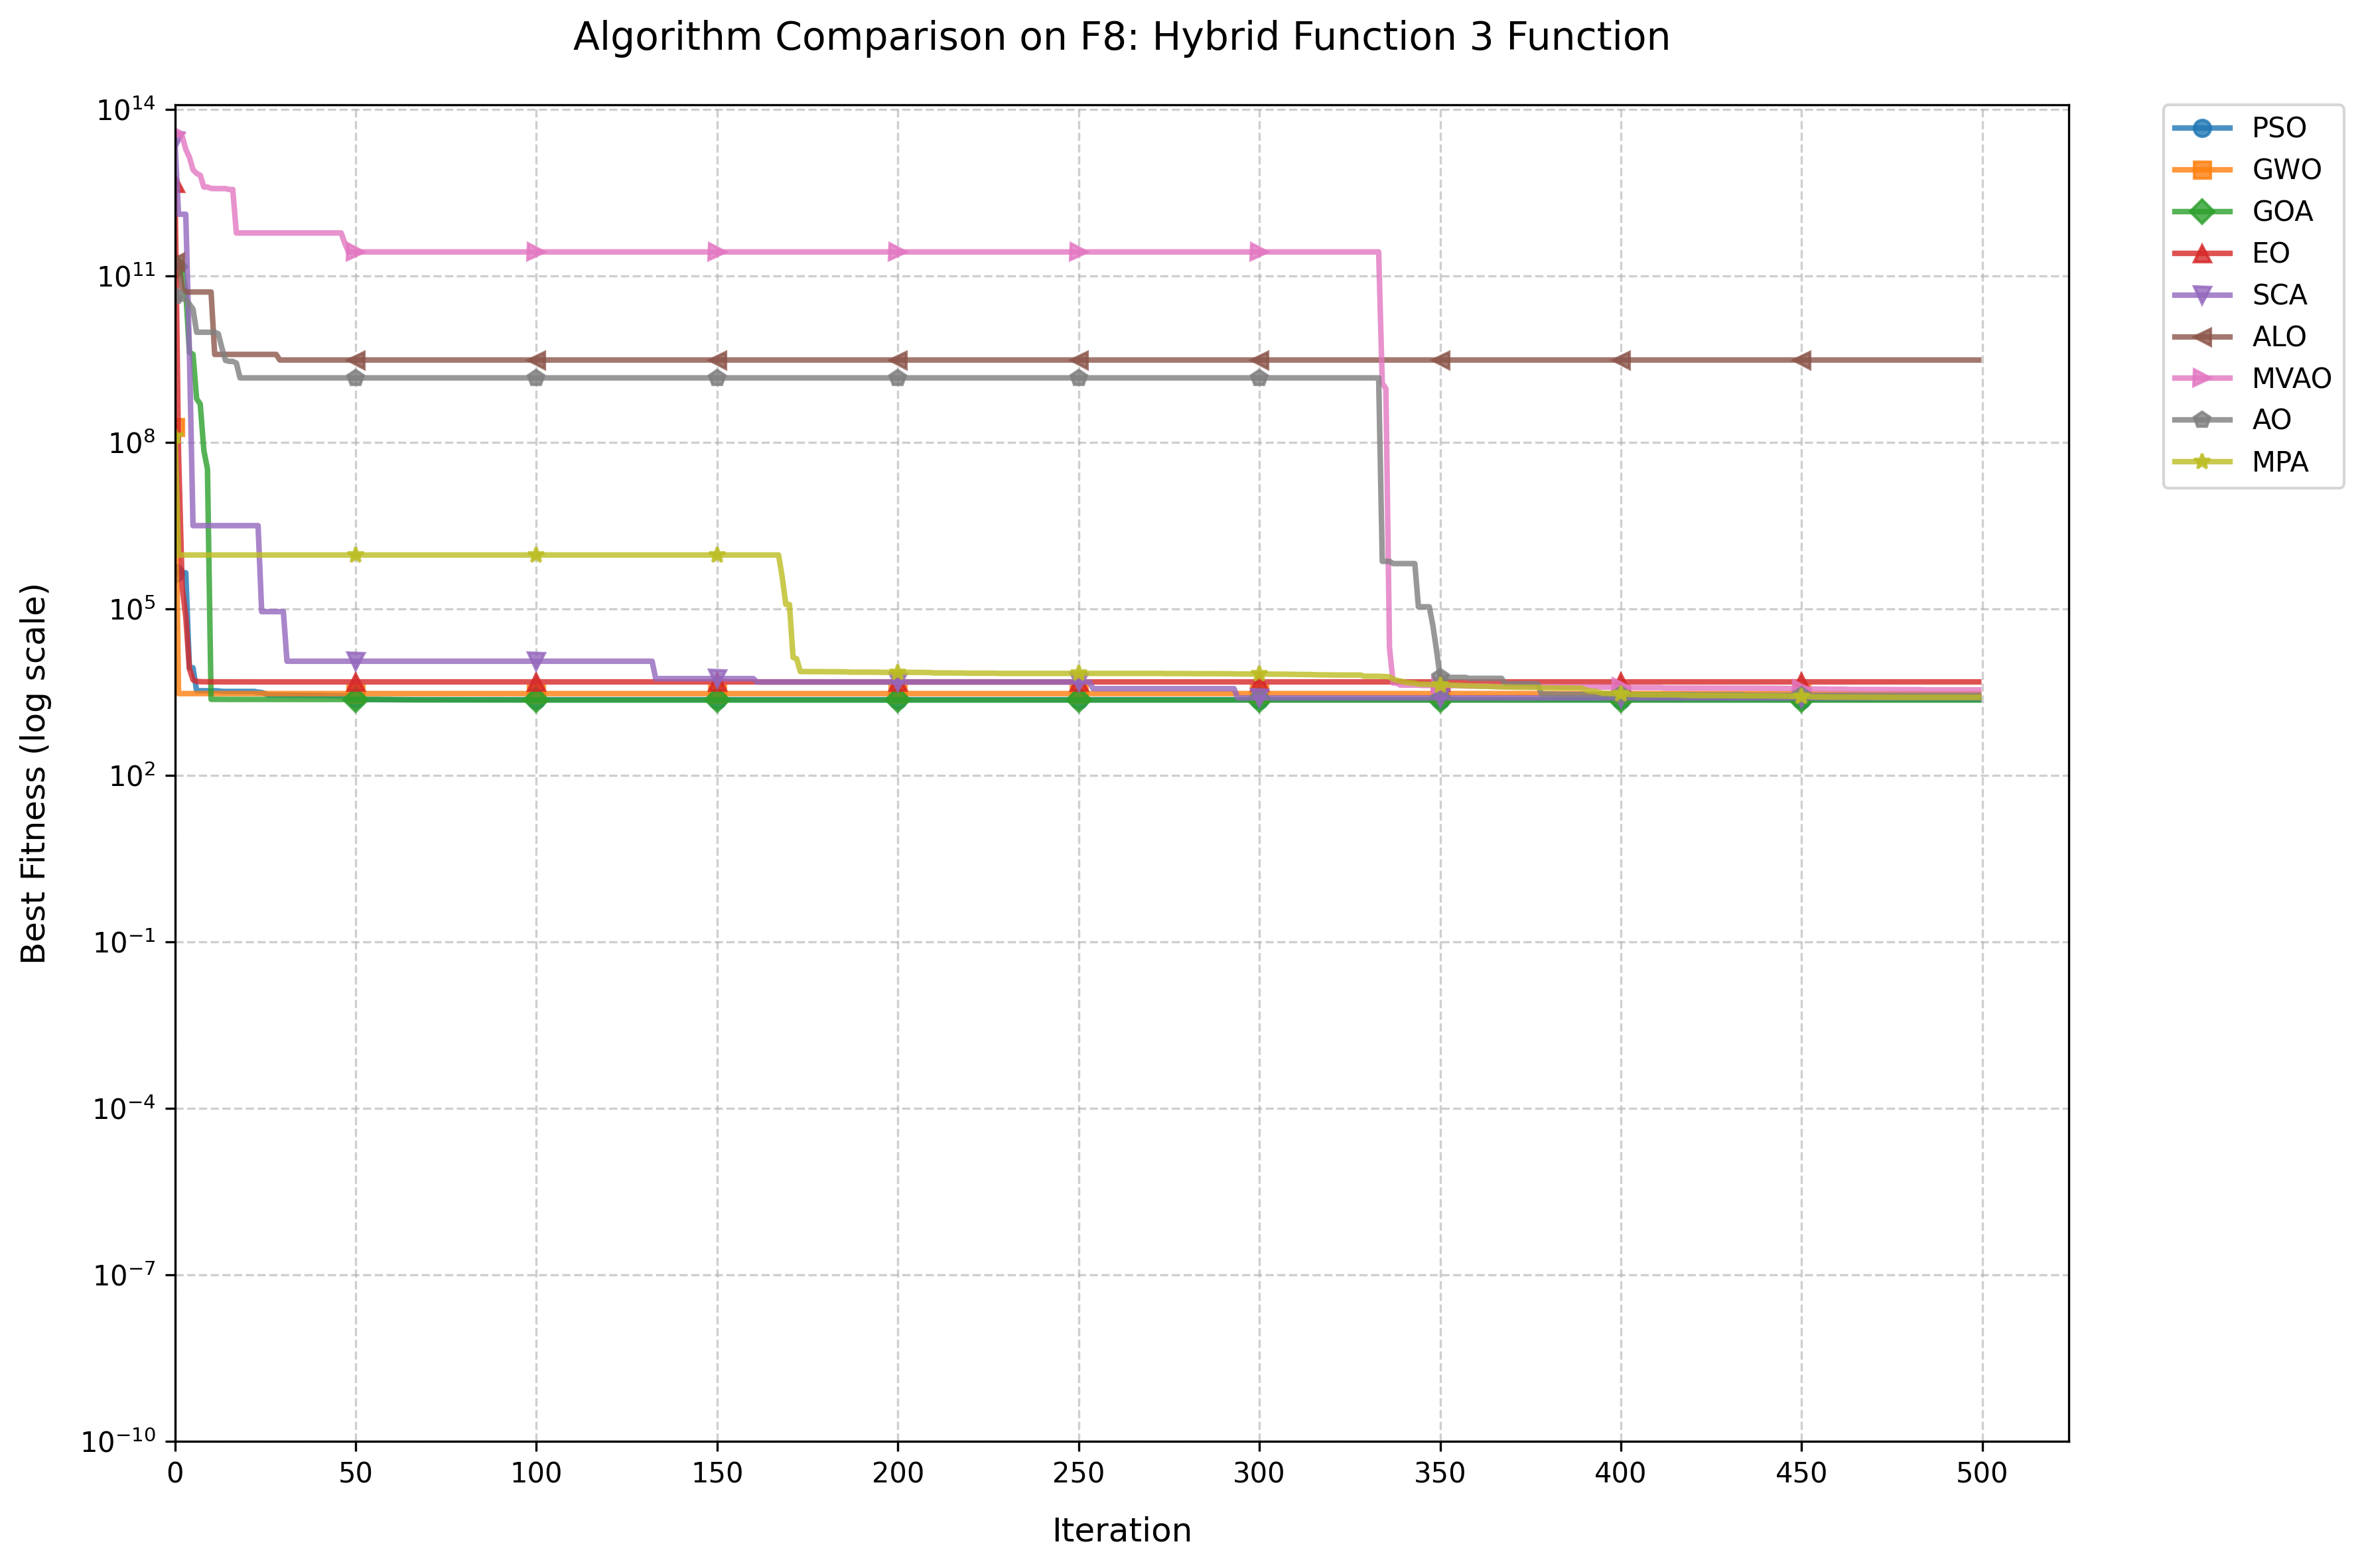 Algorithm Comparison on F8: Hybrid Function 3 Function
Best Fitness (log scale)
10^14
10^11
10^8
10^5
10^2
10^-1
10^-4
10^-7
10^-10
0 50 100 150 200 250 300 350 400 450 500
Iteration
PSO
GWO
GOA
EO
SCA
ALO
MVAO
AO
MPA